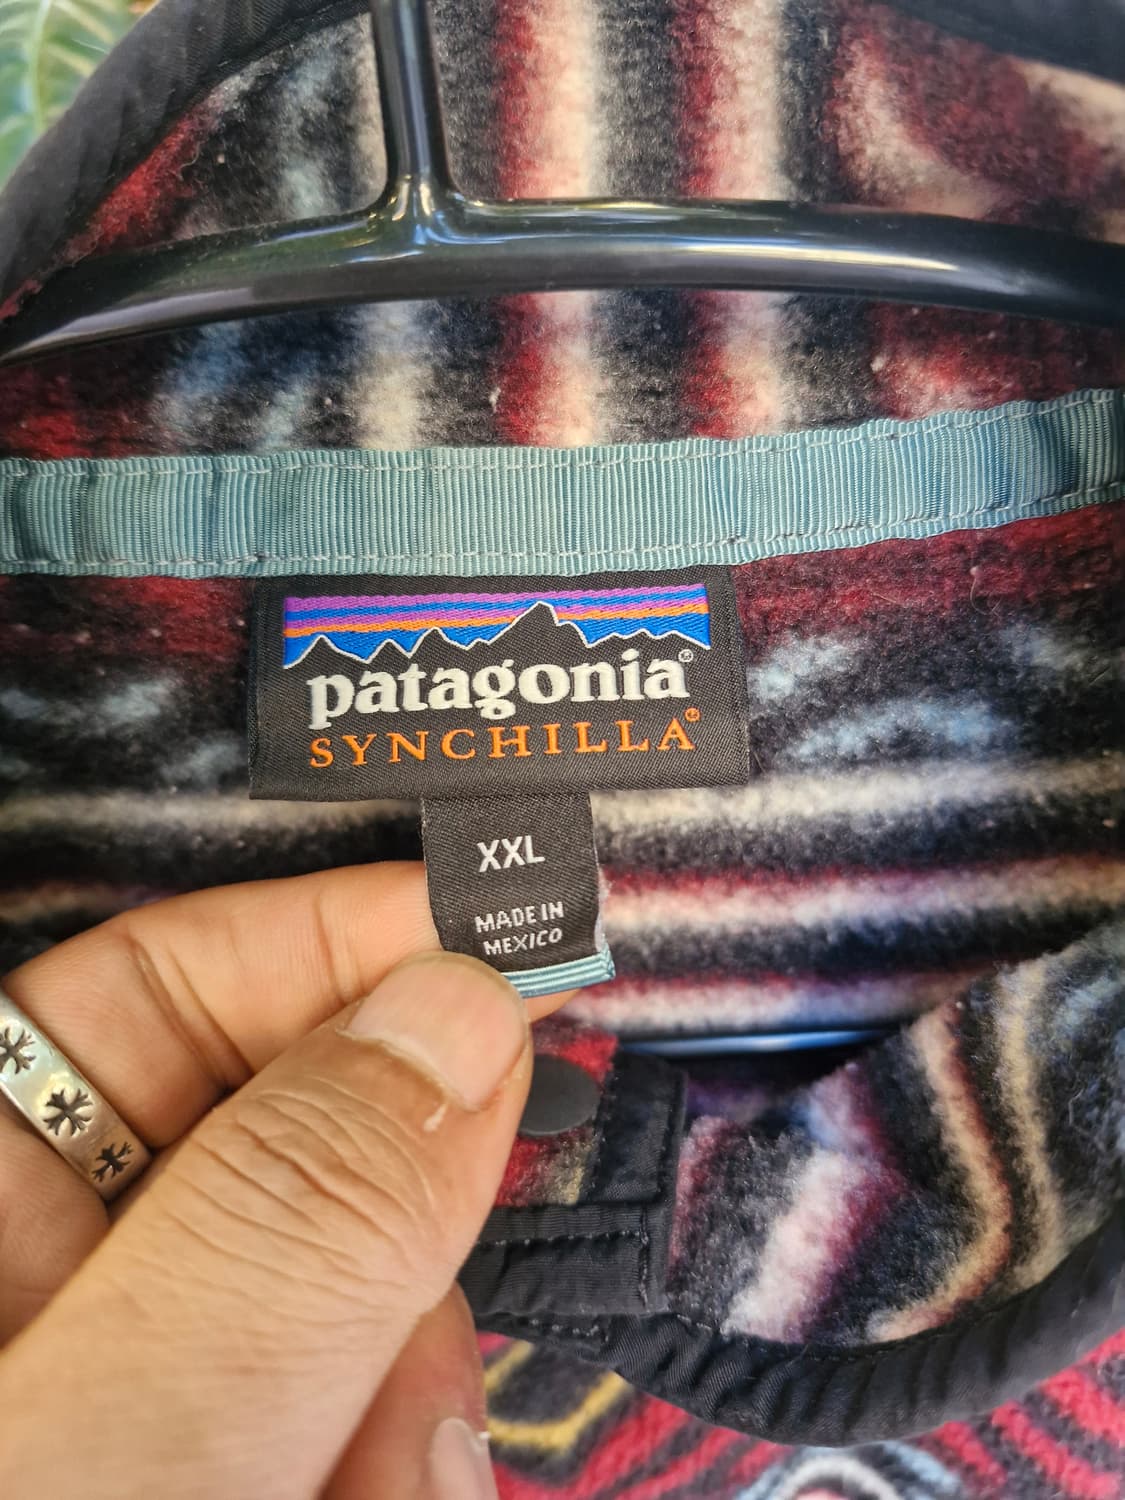 patagonia®
SYNCHILLA®
XXL
MADE IN
MEXICO